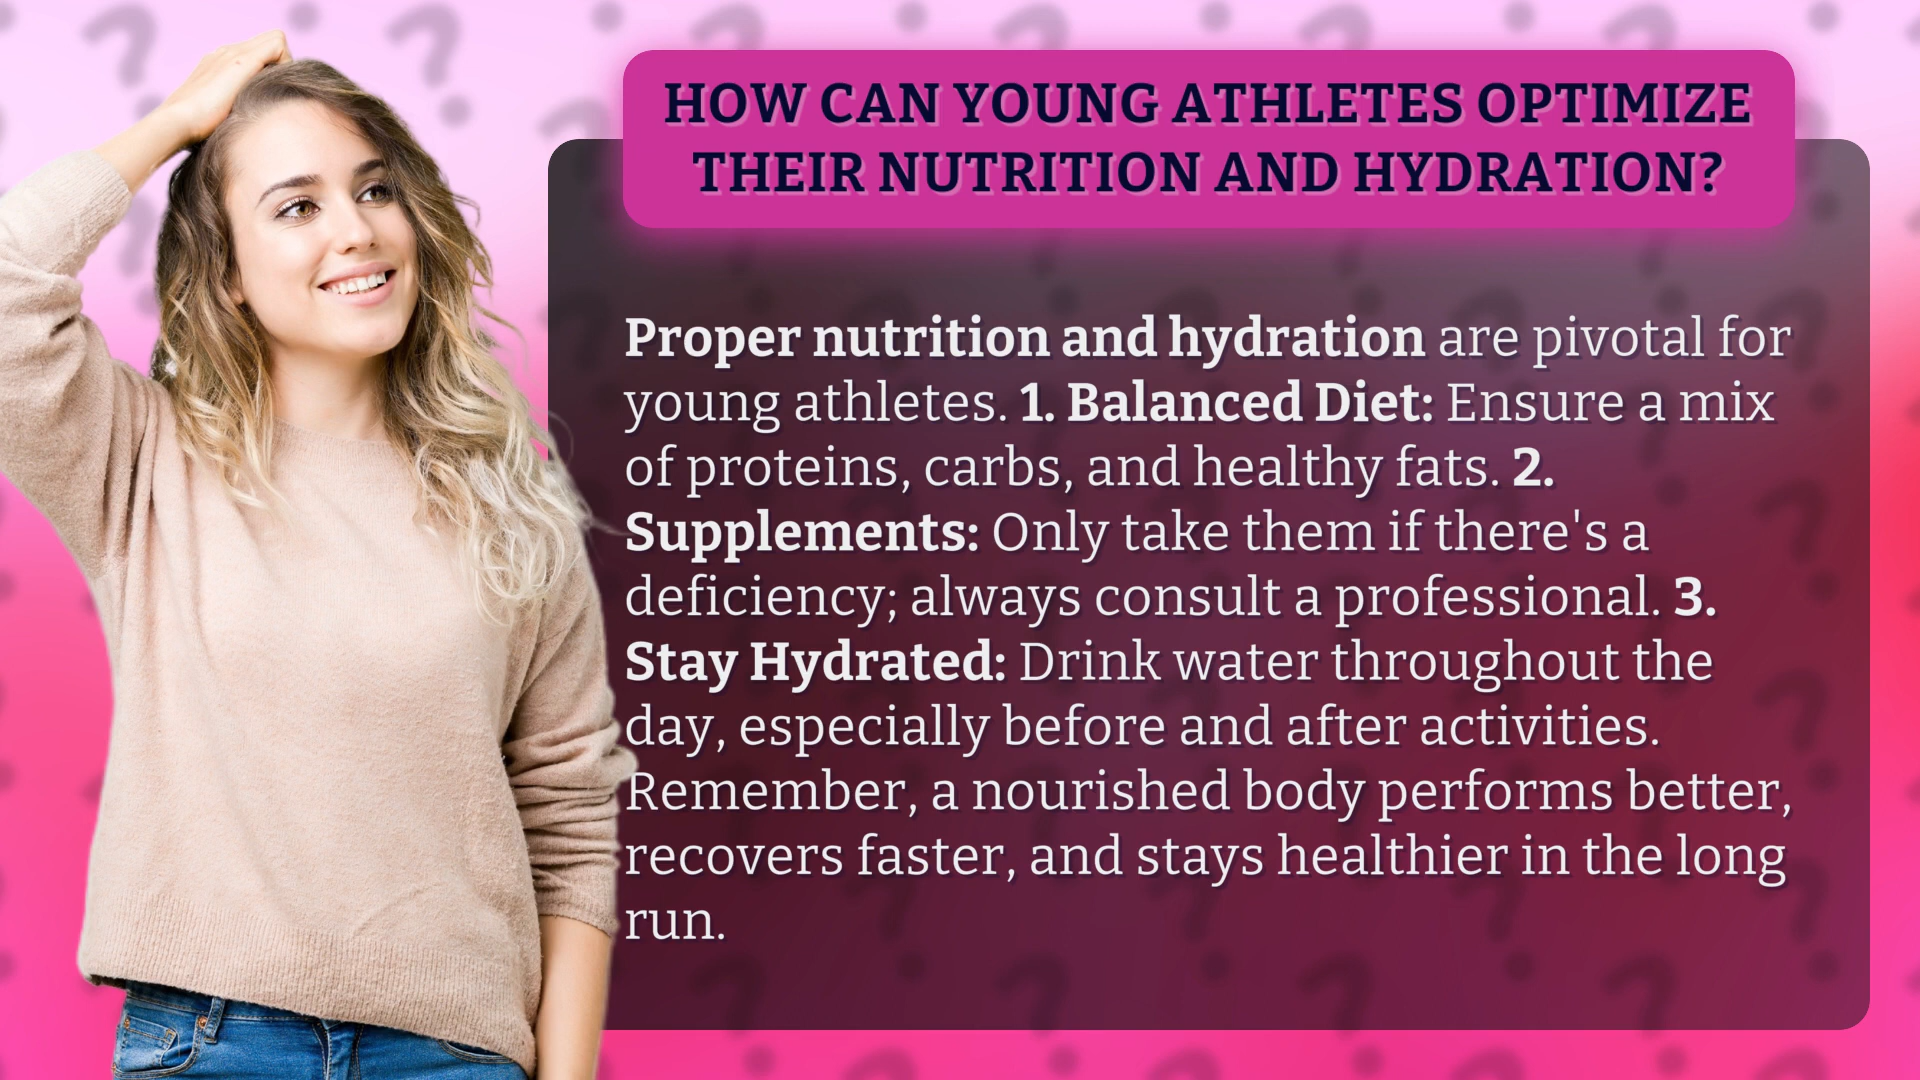 HOW CAN YOUNG ATHLETES OPTIMIZE
THEIR NUTRITION AND HYDRATION?
Proper nutrition and hydration are pivotal for
young athletes. 1. Balanced Diet: Ensure a mix
of proteins, carbs, and healthy fats. 2.
Supplements: Only take them if there's a
deficiency; always consult a professional. 3.
Stay Hydrated: Drink water throughout the
day, especially before and after activities.
Remember, a nourished body performs better,
recovers faster, and stays healthier in the long
run.